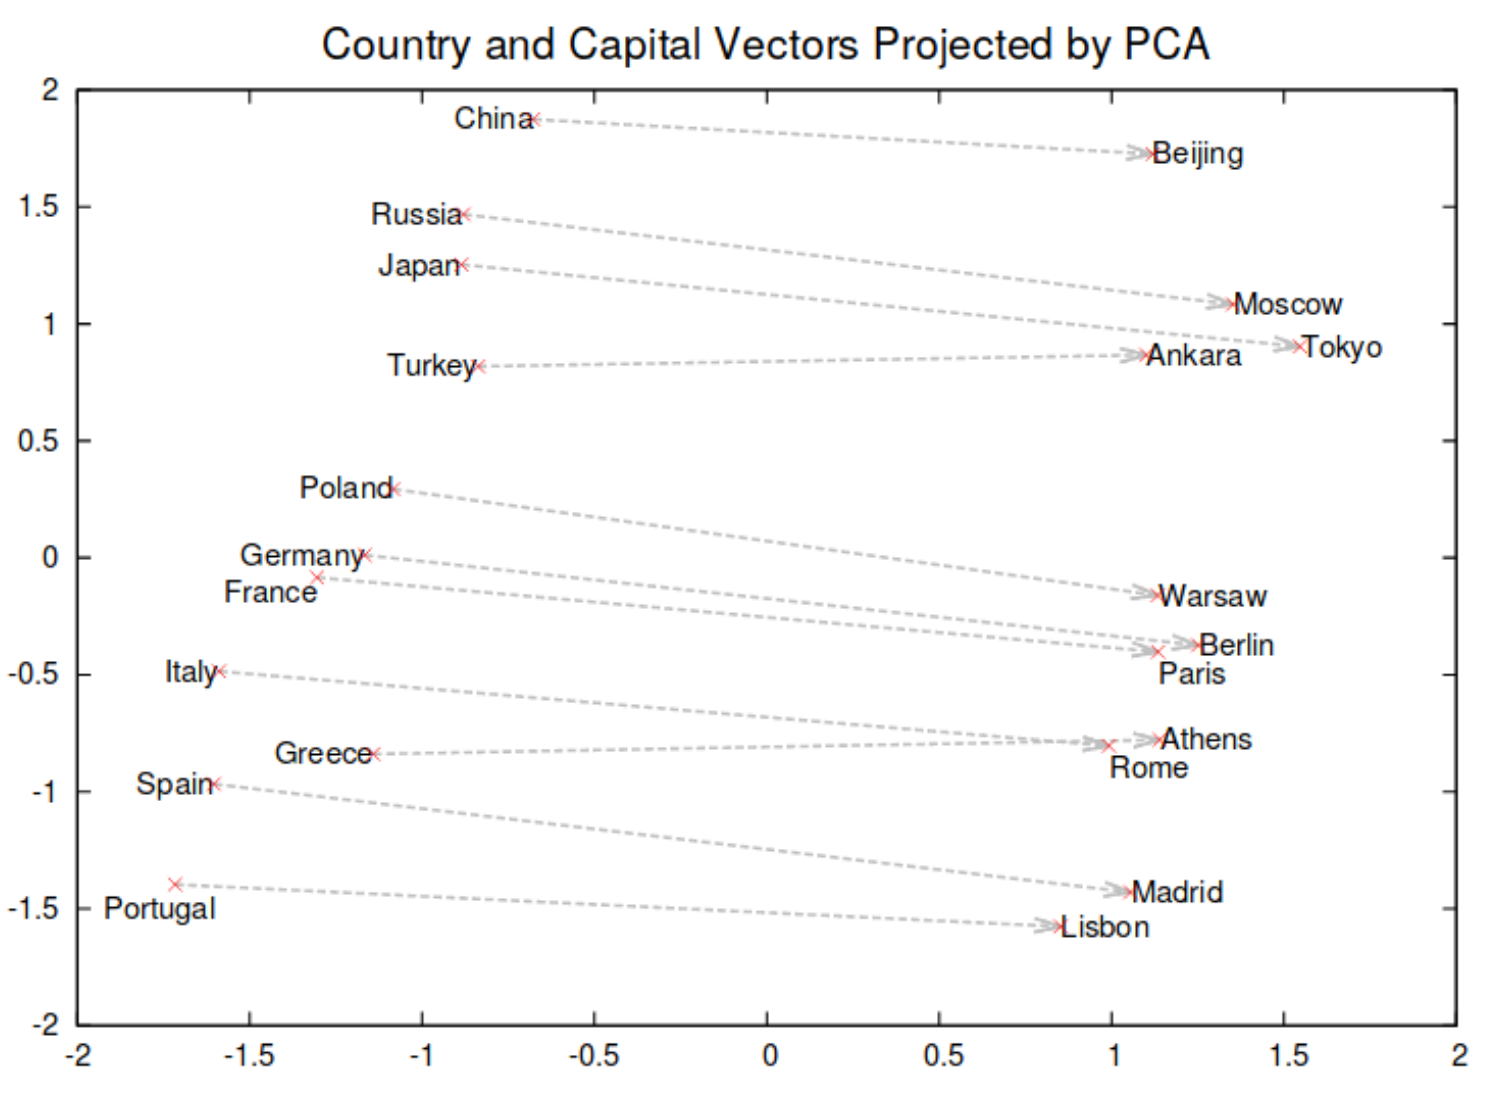 Country and Capital Vectors Projected by PCA
2
China
Beijing
1.5
Russia
Japan
Moscow
1
Tokyo
Turkey
Ankara
0.5
Poland
0
Germany
France
Warsaw
Berlin
-0.5
Italy
Paris
Greece
Athens
Rome
-1
Spain
Madrid
-1.5
Portugal
Lisbon
-2
-2 -1.5 -1 -0.5 0 0.5 1 1.5 2